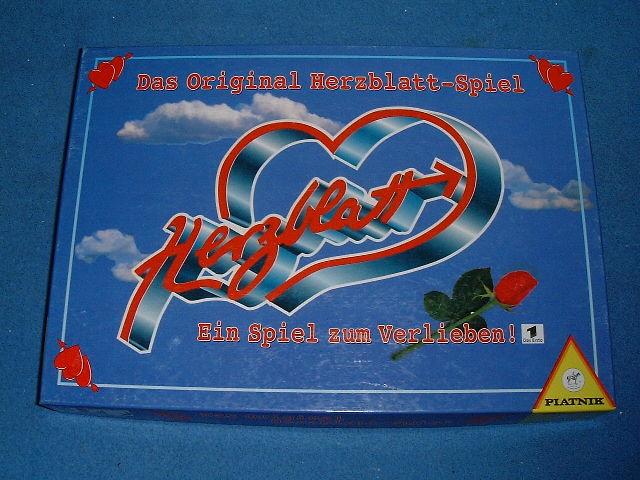 Das Original Herzblatt-Spiel
Herzblatt
Ein Spiel zum Verlieben!
1
Das Erste
PIATNIK